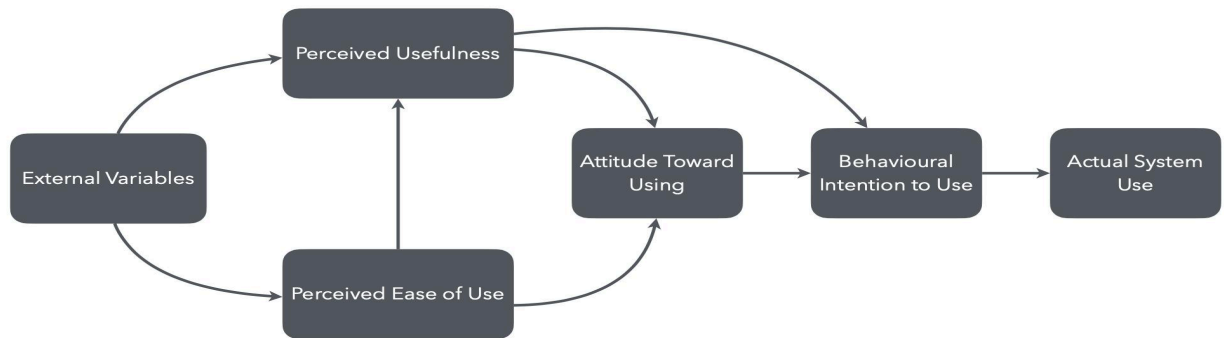 Perceived Usefulness
External Variables
Perceived Ease of Use
Attitude Toward
Using
Behavioural
Intention to Use
Actual System
Use